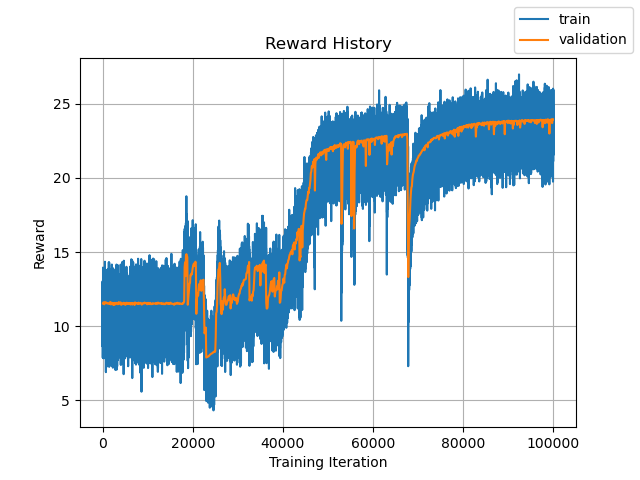 train
validation
Reward History
25
20
15
10
5
Reward
0 20000 40000 60000 80000 100000
Training Iteration